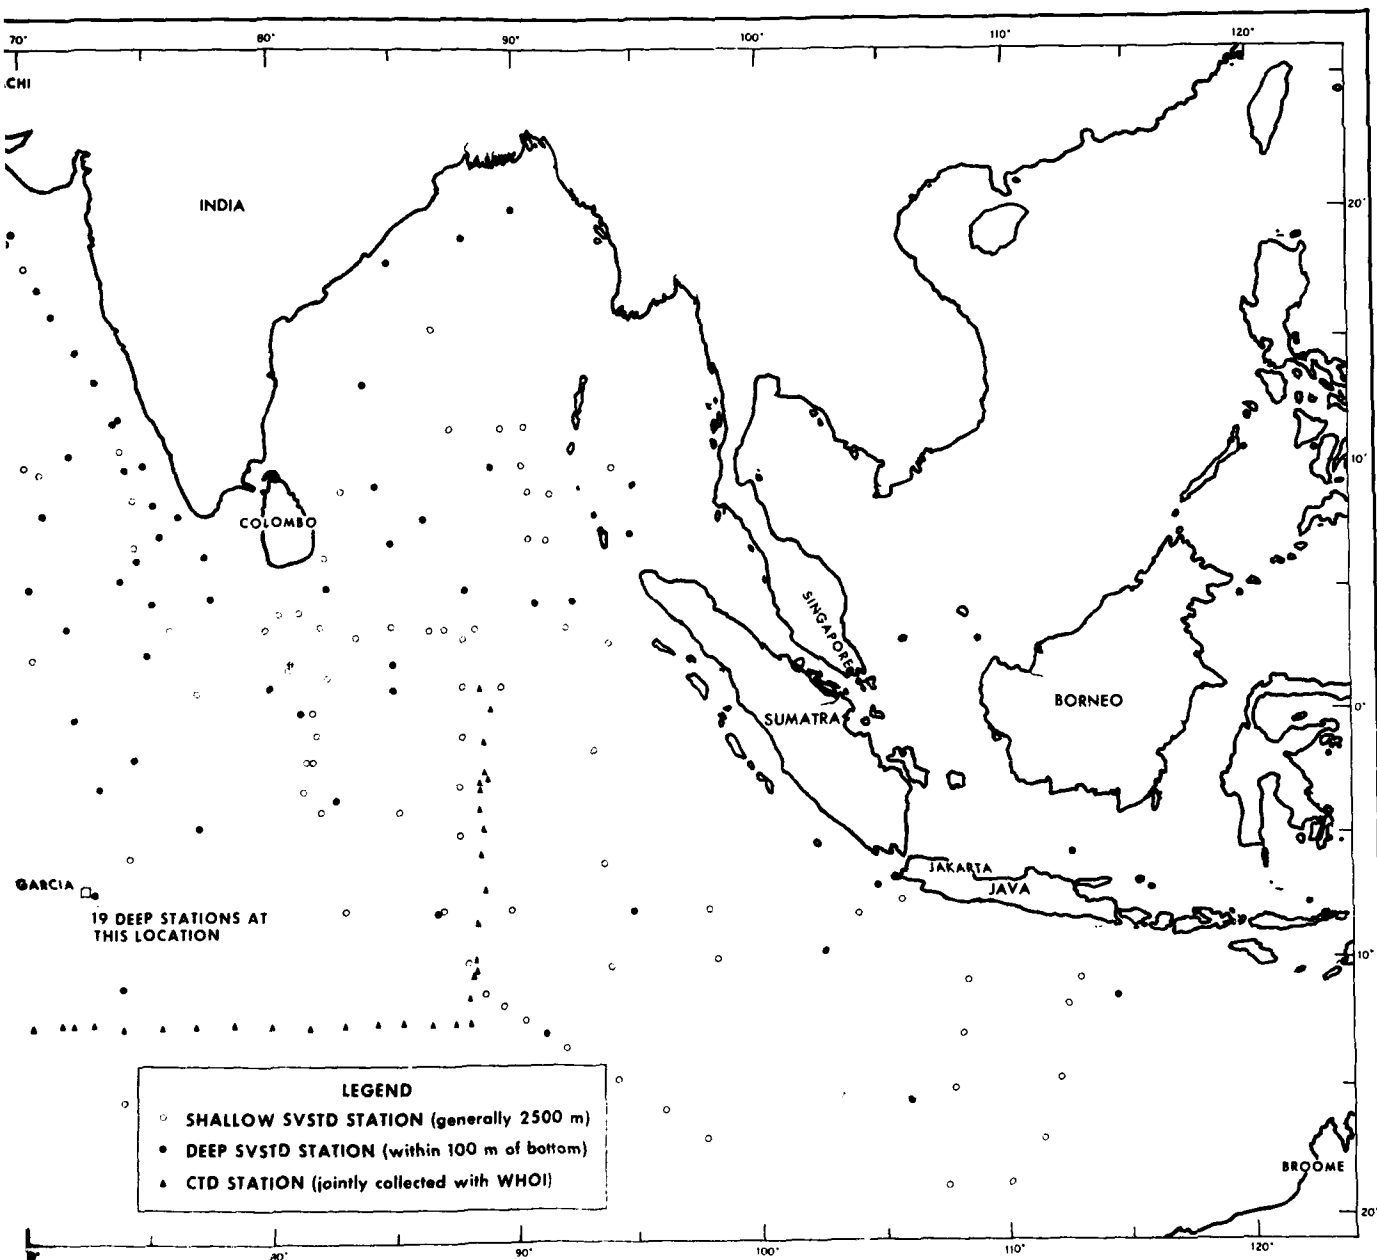 70° 80° 90° 100° 110° 120°
CHI
INDIA
20°
10°
COLOMBO
SINGAPORE
SUMATRA
BORNEO
0°
JAKARTA
JAVA
GARCIA
19 DEEP STATIONS AT
THIS LOCATION
10°
LEGEND
○ SHALLOW SVSTD STATION (generally 2500 m)
● DEEP SVSTD STATION (within 100 m of bottom)
▲ CTD STATION (jointly collected with WHOI)
BROOME
20°
80° 90° 100° 110° 120°